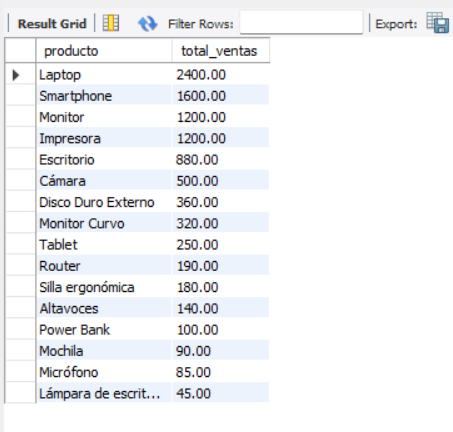 Result Grid Filter Rows: Export:
producto total_ventas
Laptop 2400.00
Smartphone 1600.00
Monitor 1200.00
Impresora 1200.00
Escritorio 880.00
Cámara 500.00
Disco Duro Externo 360.00
Monitor Curvo 320.00
Tablet 250.00
Router 190.00
Silla ergonómica 180.00
Altavoces 140.00
Power Bank 100.00
Mochila 90.00
Micrófono 85.00
Lámpara de escrit... 45.00